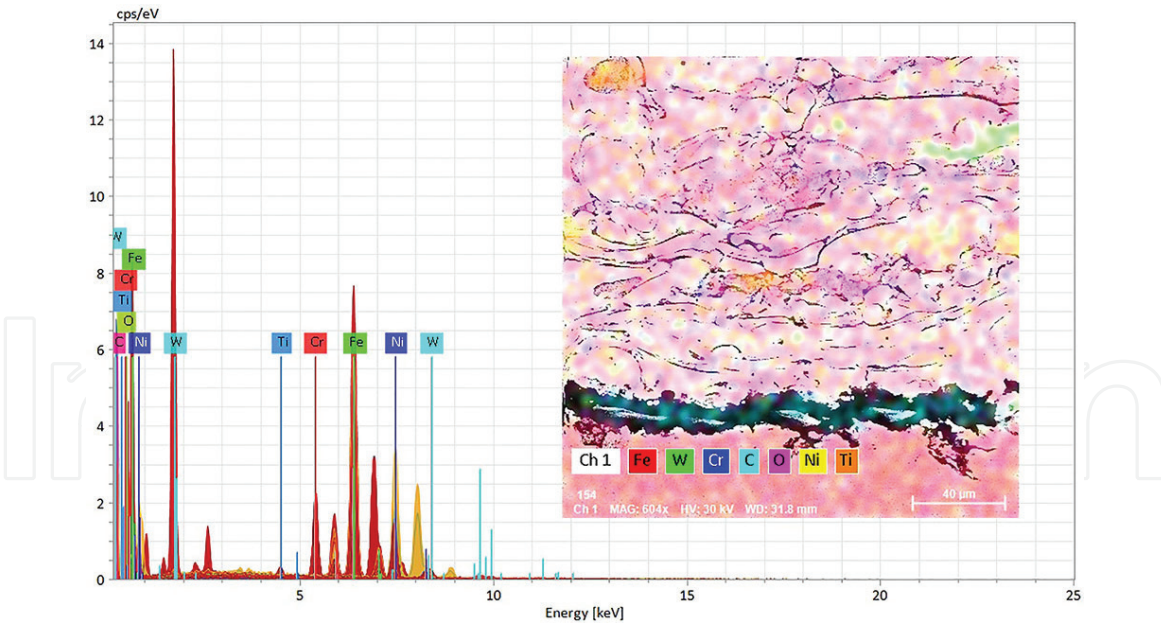 cps/eV
14
12
10
8
6
4
2
0
W
Fe
Cr
Ti
O
C Ni W Ti Cr Fe Ni W
5 10 15 20 25
Energy [keV]
Ch 1 Fe W Cr C O Ni Ti
154
Ch 1 MAG: 604x HV: 30 kV WD: 31.8 mm
40 µm